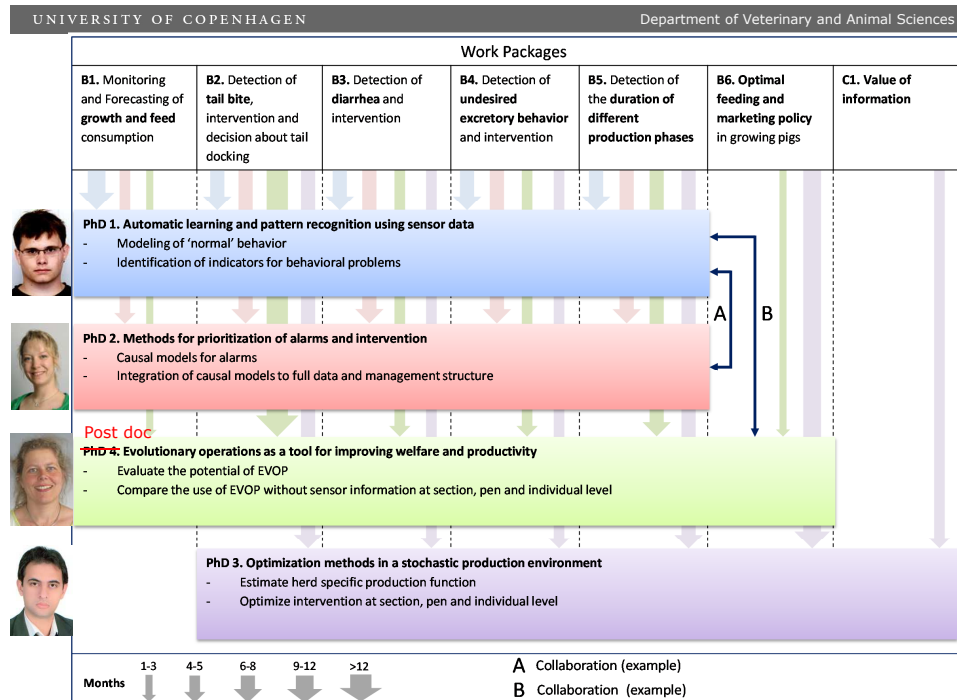 UNIVERSITY OF COPENHAGEN
Department of Veterinary and Animal Sciences
Work Packages
B1. Monitoring
and Forecasting of
growth and feed
consumption
B2. Detection of
tail bite,
intervention and
decision about tail
docking
B3. Detection of
diarrhea and
intervention
B4. Detection of
undesired
excretory behavior
and intervention
B5. Detection of
the duration of
different
production phases
B6. Optimal
feeding and
marketing policy
in growing pigs
C1. Value of
information
PhD 1. Automatic learning and pattern recognition using sensor data
- Modeling of ‘normal’ behavior
- Identification of indicators for behavioral problems
A B
PhD 2. Methods for prioritization of alarms and intervention
- Causal models for alarms
- Integration of causal models to full data and management structure
Post doc
PhD 4. Evolutionary operations as a tool for improving welfare and productivity
- Evaluate the potential of EVOP
- Compare the use of EVOP without sensor information at section, pen and individual level
PhD 3. Optimization methods in a stochastic production environment
- Estimate herd specific production function
- Optimize intervention at section, pen and individual level
1-3 4-5 6-8 9-12 >12
Months
A Collaboration (example)
B Collaboration (example)